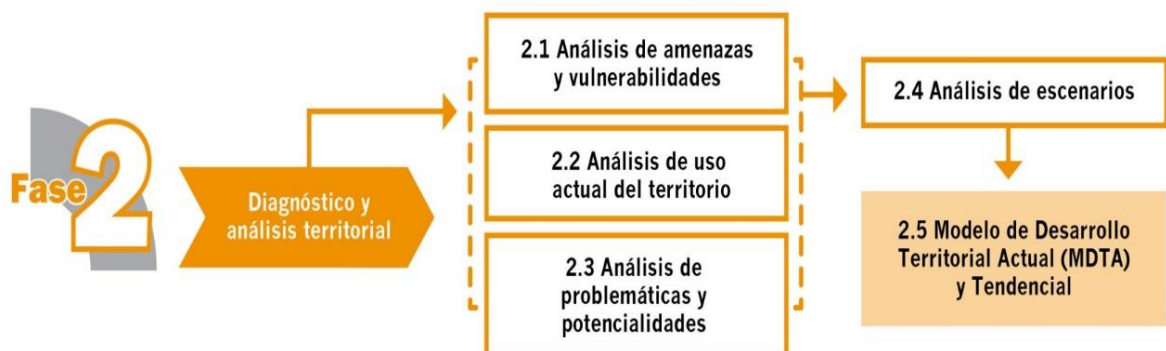 Fase 2
Diagnóstico y
análisis territorial
2.1 Análisis de amenazas
y vulnerabilidades
2.2 Análisis de uso
actual del territorio
2.3 Análisis de
problemáticas y
potencialidades
2.4 Análisis de escenarios
2.5 Modelo de Desarrollo
Territorial Actual (MDTA)
y Tendencial